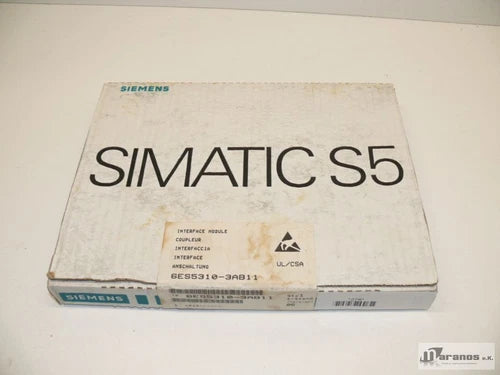 SIEMENS
SIMATIC S5
INTERFACE MODULE
COUPLEUR
INTERFACCIA
INTERFACE
ANSCHALTUNG
6ES5310-3AB11
UL/CSA
SIEMENS
6ES5310-3AB11
Maranos e.K.